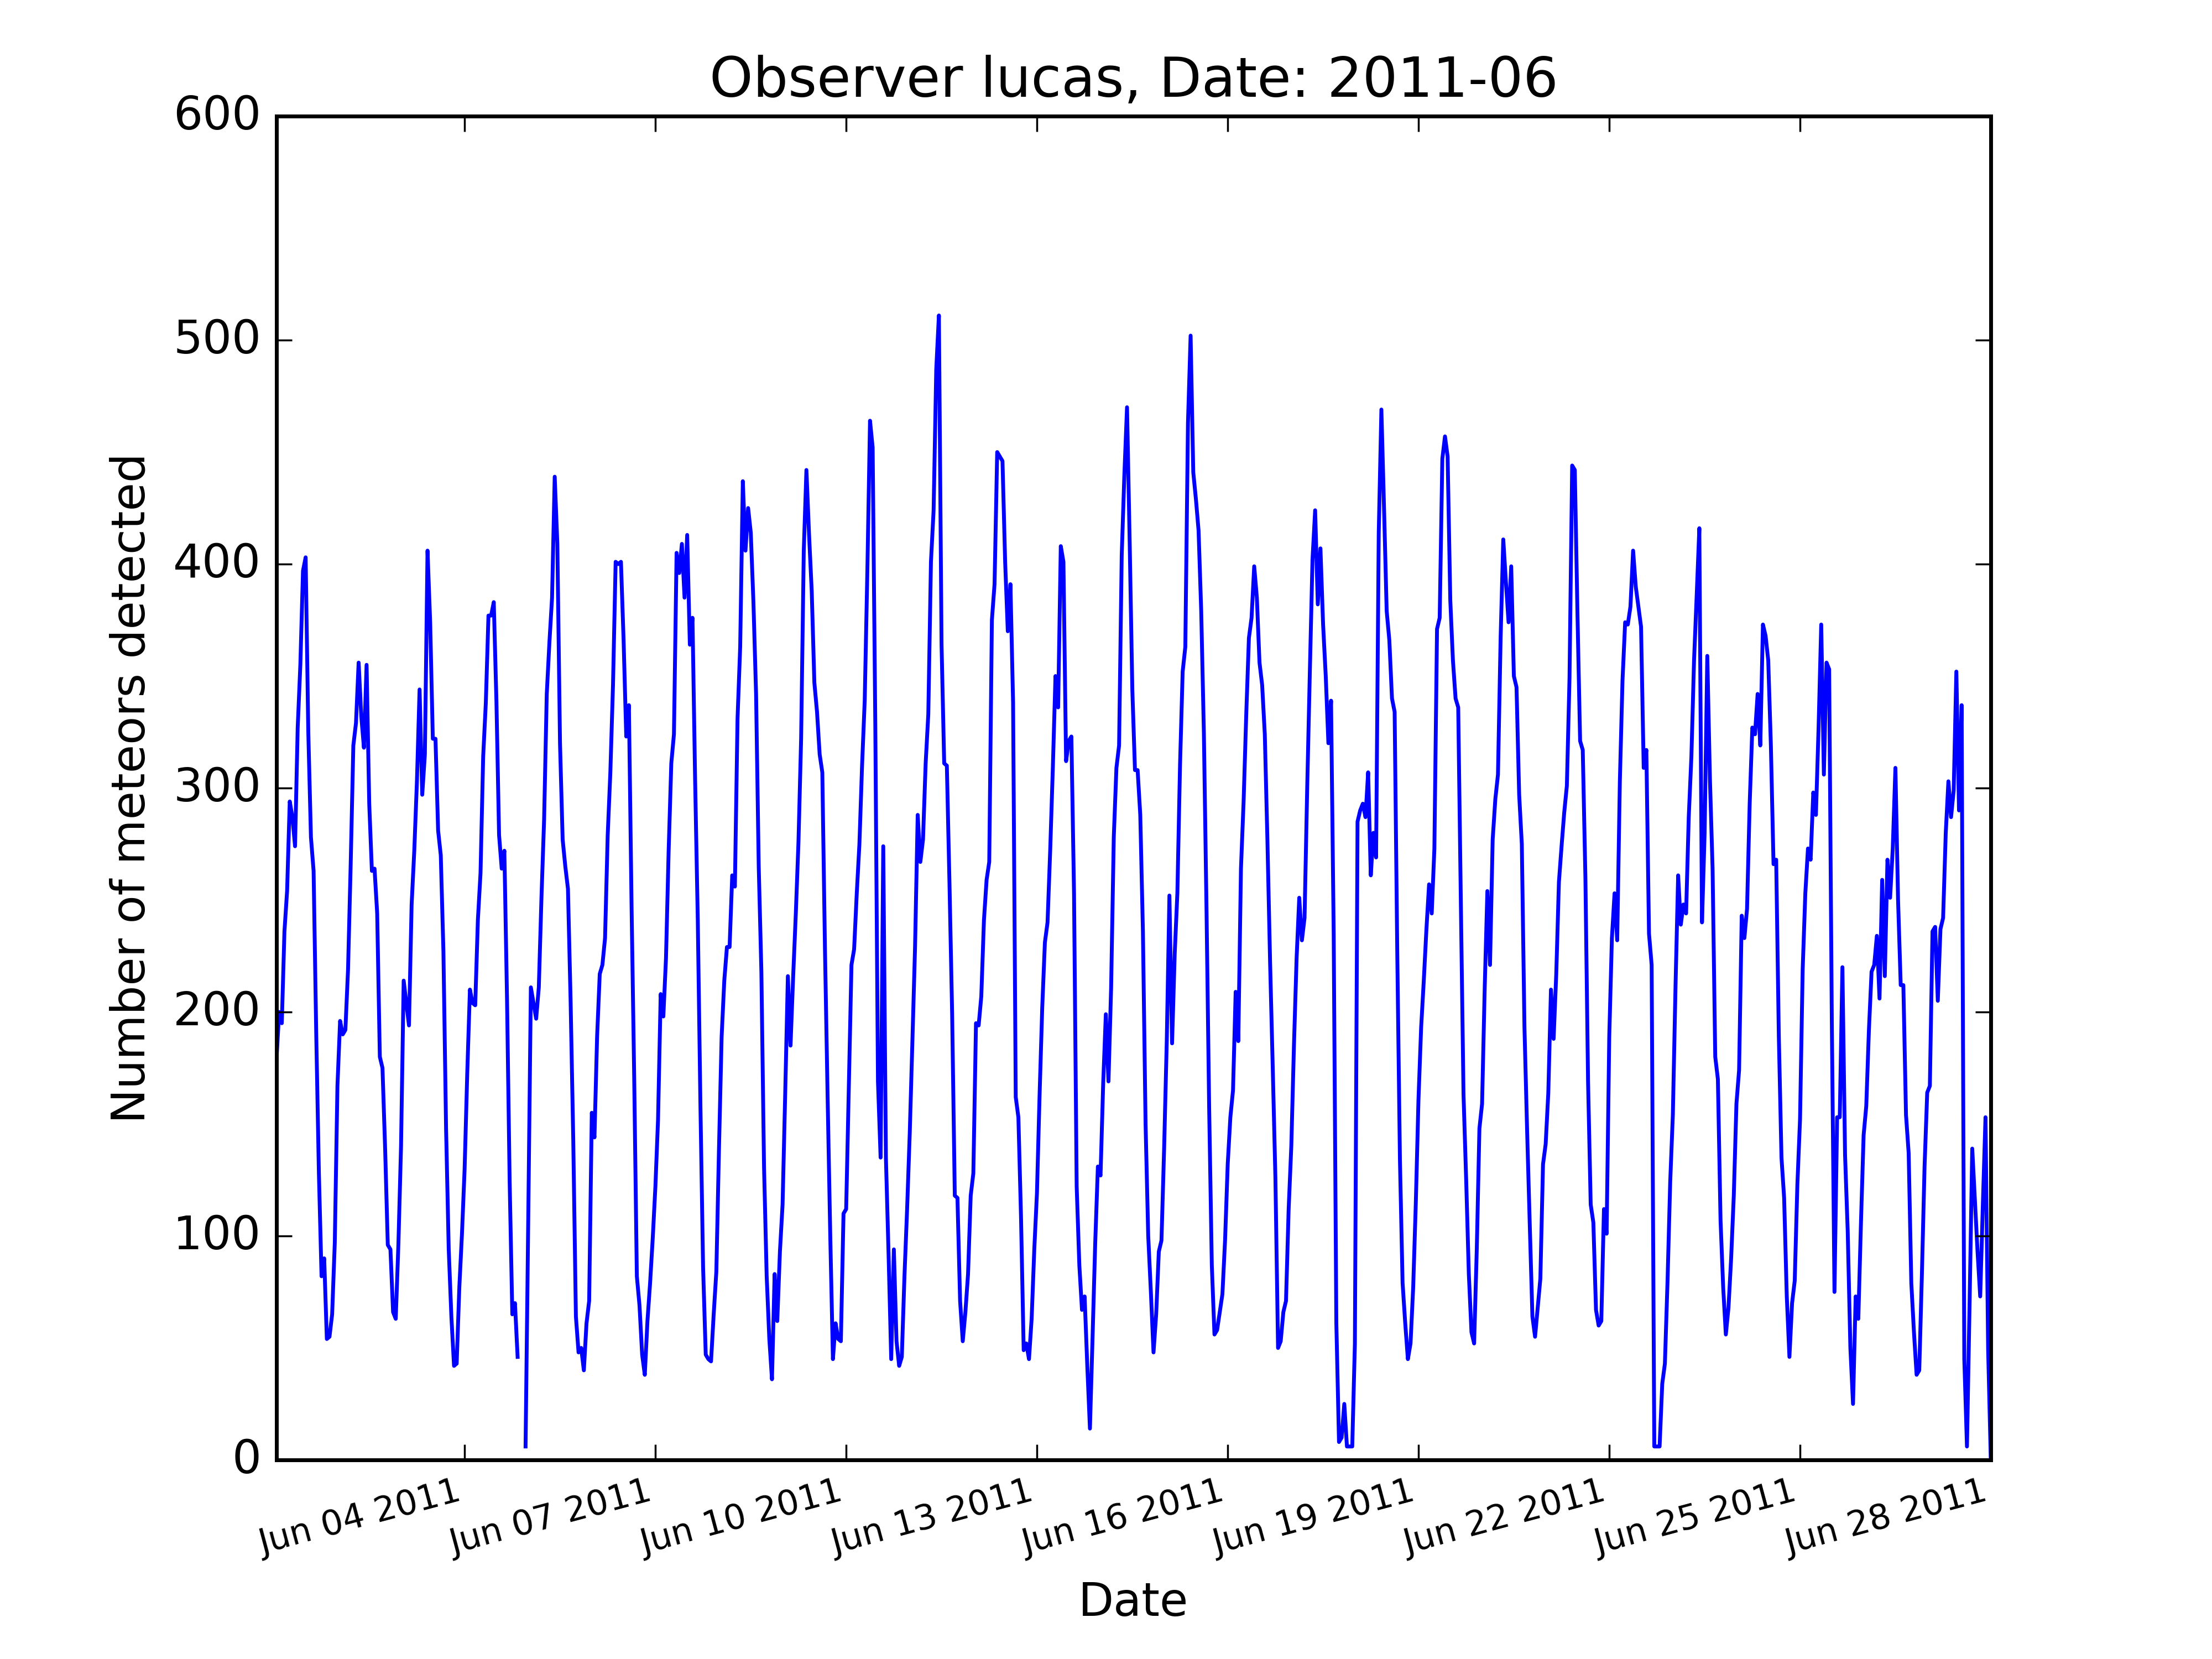 Observer lucas, Date: 2011-06
600
500
400
300
200
100
0
Number of meteors detected
Jun 04 2011
Jun 07 2011
Jun 10 2011
Jun 13 2011
Jun 16 2011
Jun 19 2011
Jun 22 2011
Jun 25 2011
Jun 28 2011
Date